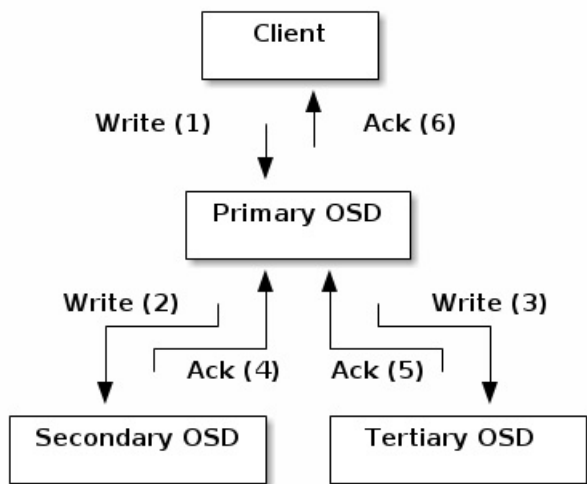 Client
Write (1)
Ack (6)
Primary OSD
Write (2)
Write (3)
Ack (4)
Ack (5)
Secondary OSD
Tertiary OSD